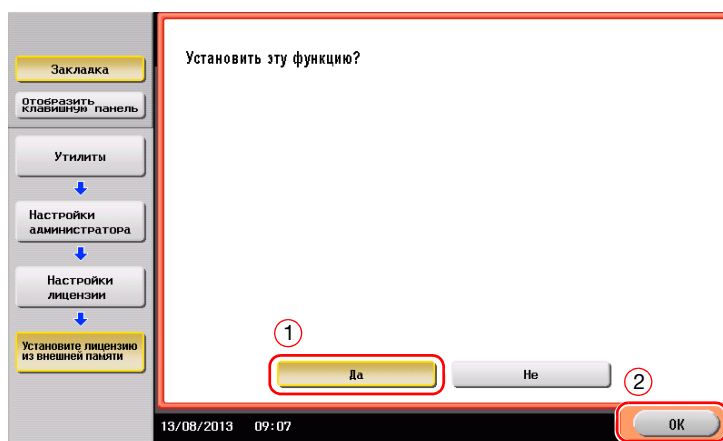 Закладка
Отобразить
клавишную панель
Утилиты
Настройки
администратора
Настройки
лицензии
Установите лицензию
из внешней памяти
Установить эту функцию?
1
Да
Не
2
13/08/2013 09:07
OK